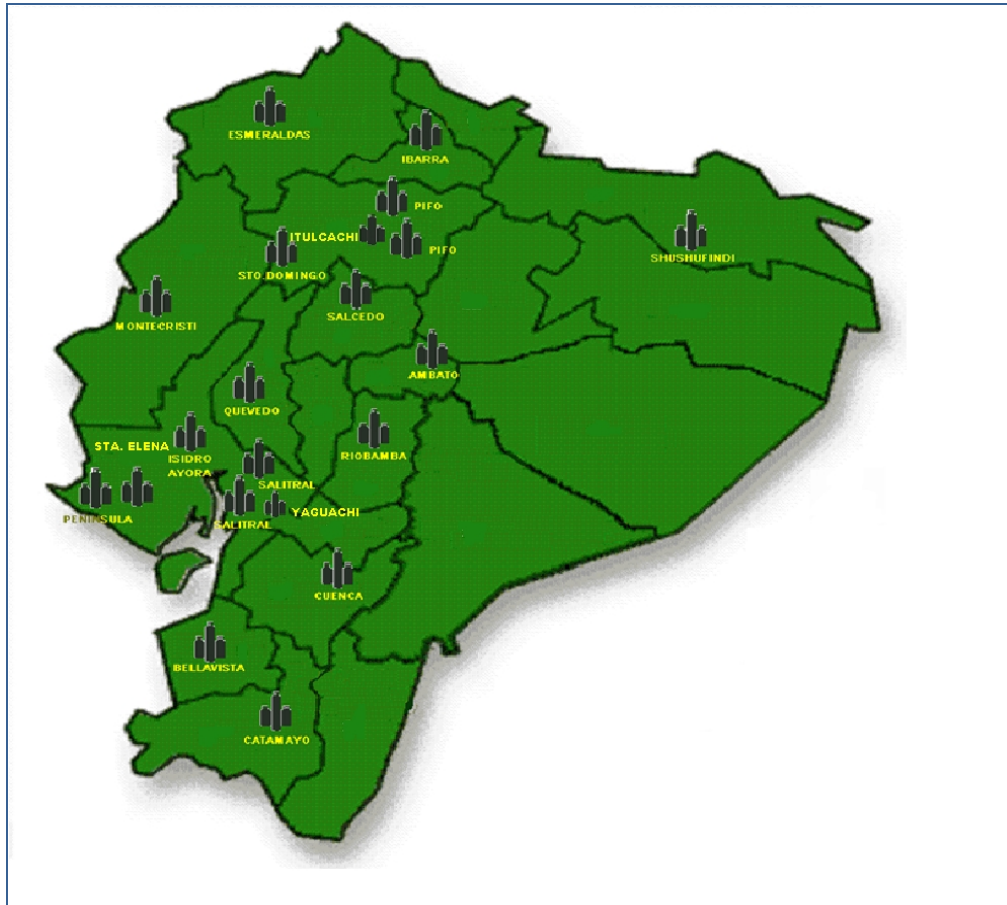 ESMERALDAS
IBARRA
PIFO
ITULCACHI
PIFO
STO.DOMINGO
SHUSHUFINDI
SALCEDO
MONTECRISTI
AMBATO
QUEVEDO
STA. ELENA
ISIDRO
AYORA
RIOBAMBA
SALITRAL
PENINSULA
SALITRAL
YAGUACHI
CUENCA
BELLAVISTA
CATAMAYO